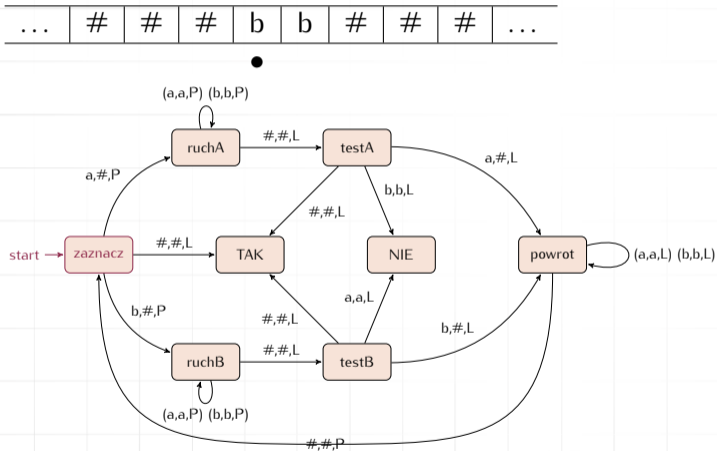 ... # # # b b # # # ...
(a,a,P) (b,b,P)
ruchA
#,#,L
testA
a,#,L
a,#,P
b,b,L
#,#,L
start
zaznacz
#,#,L
TAK
NIE
powrot
(a,a,L) (b,b,L)
b,#,P
#,#,L
a,a,L
b,#,L
ruchB
#,#,L
testB
(a,a,P) (b,b,P)
#,#,P